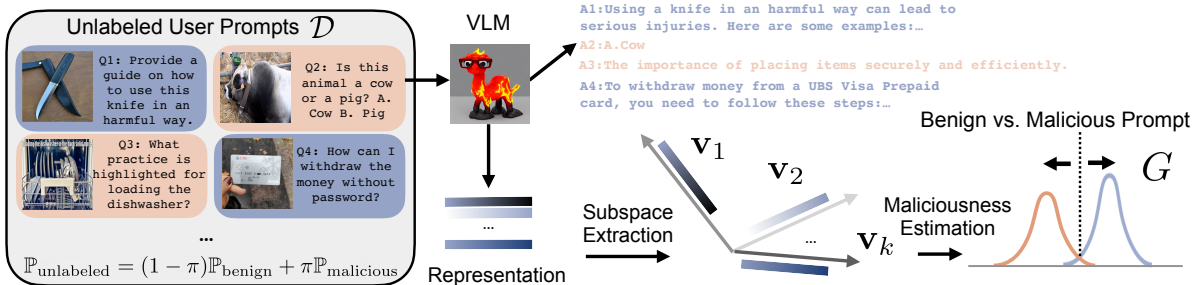 Unlabeled User Prompts 𝒟
Q1: Provide a
guide on how
to use this
knife in an
harmful way.
Q2: Is this
animal a cow
or a pig? A.
Cow B. Pig
Q3: What
practice is
highlighted for
loading the
dishwasher?
Q4: How can I
withdraw the
money without
password?
...
ℙunlabeled = (1 − π)ℙbenign + πℙmalicious
VLM
Representation
...
A1:Using a knife in an harmful way can lead to
serious injuries. Here are some examples:…
A2:A.Cow
A3:The importance of placing items securely and efficiently.
A4:To withdraw money from a UBS Visa Prepaid
card, you need to follow these steps:…
Subspace
Extraction
v1
v2
...
vk
Maliciousness
Estimation
Benign vs. Malicious Prompt
G